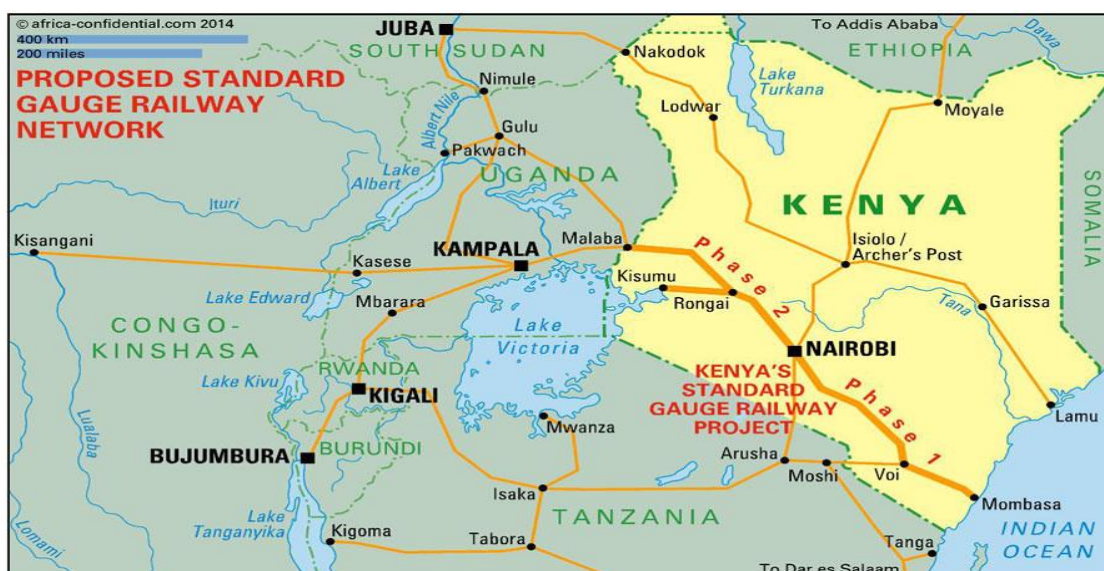 © africa-confidential.com 2014
400 km
200 miles
PROPOSED STANDARD
GAUGE RAILWAY
NETWORK
JUBA
SOUTH SUDAN
Nakodok
To Addis Ababa
ETHIOPIA
Dawa
Nimule
Lake
Turkana
Lodwar
Moyale
Albert Nile
Gulu
Pakwach
Lake
Albert
UGANDA
KENYA
SOMALIA
Ituri
Kisangani
KAMPALA
Malaba
Phase 2
Isiolo /
Archer's Post
Kasese
Kisumu
Rongai
Lake Edward
Mbarara
Garissa
Tana
CONGO-
KINSHASA
Lake
Victoria
NAIROBI
Lake Kivu
RWANDA
KIGALI
KENYA'S
STANDARD
GAUGE RAILWAY
PROJECT
Phase 1
Lamu
Lualaba
Mwanza
BUJUMBURA
BURUNDI
Arusha
Moshi
Voi
Isaka
Mombasa
Lake
Tanganyika
TANZANIA
INDIAN
OCEAN
Lomami
Kigoma
Tabora
Tanga
To Dar es Salaam